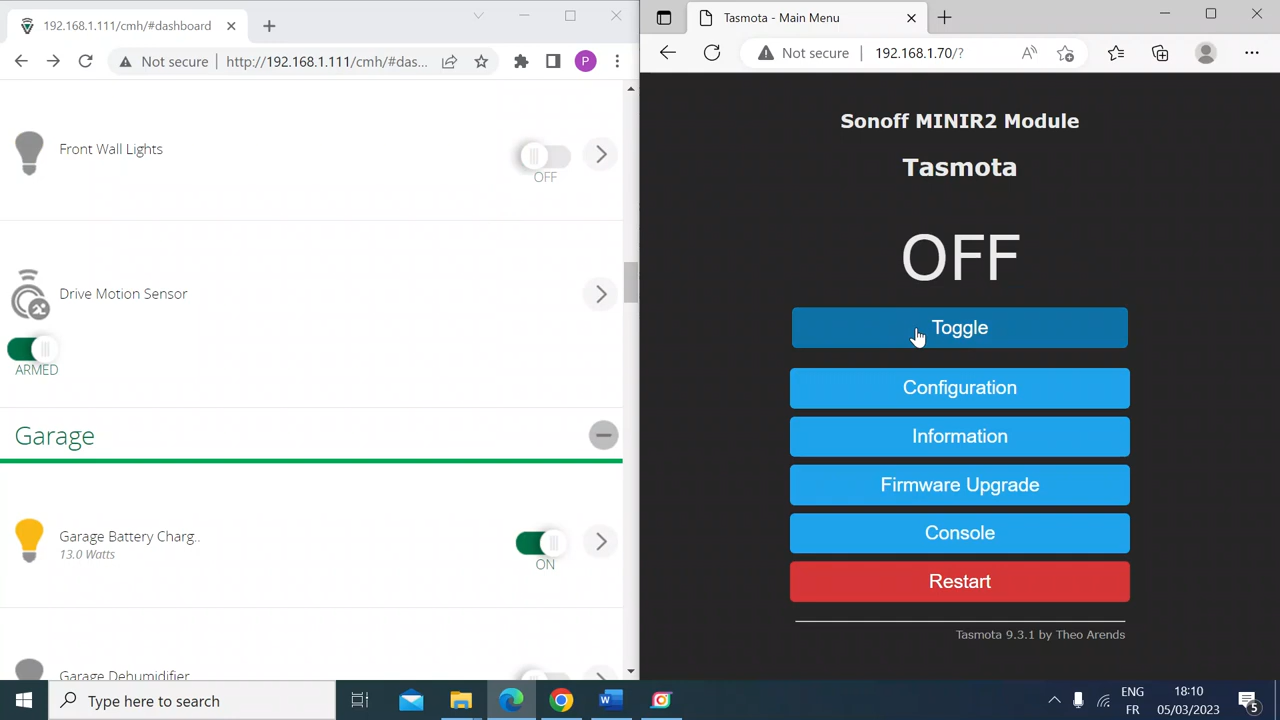 192.168.1.111/cmh/#dashboard
Not secure
http://192.168.1.111/cmh/#das...
P
Front Wall Lights
OFF
Drive Motion Sensor
ARMED
Garage
Garage Battery Charg..
13.0 Watts
ON
Garage Dehumidifier
Tasmota - Main Menu
Not secure
192.168.1.70/?
Sonoff MINIR2 Module
Tasmota
OFF
Toggle
Configuration
Information
Firmware Upgrade
Console
Restart
Tasmota 9.3.1 by Theo Arends
Type here to search
ENG
FR
18:10
05/03/2023
5